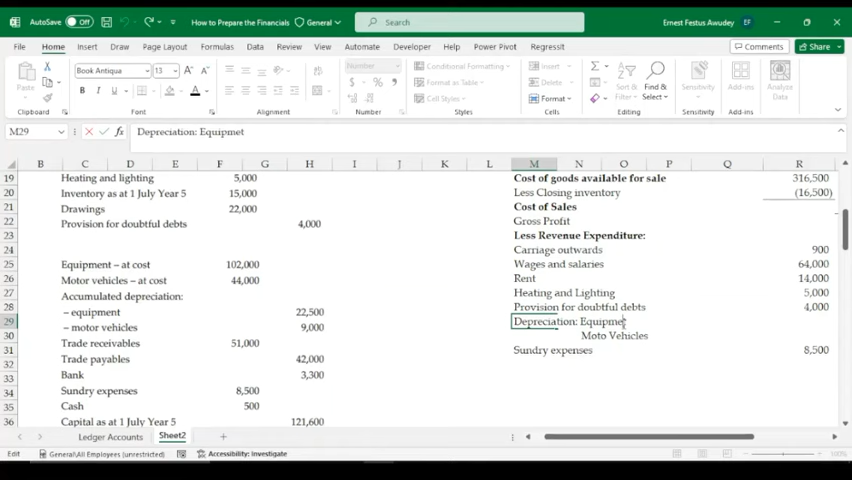 AutoSave Off How to Prepare the Financials General Search Ernest Festus Awudey EF
File Home Insert Draw Page Layout Formulas Data Review View Automate Developer Help Power Pivot Regressit Comments Share
Paste Book Antiqua 13 A A Number Conditional Formatting Insert Σ Sort & Find & Sensitivity Add-ins Analyze
B I U A $ % , Format as Table Delete Filter Select Data
Cell Styles Format
Clipboard Font Alignment Number Styles Cells Editing Sensitivity Add-ins
M29 fx Depreciation: Equipmet
B C D E F G H I J K L M N O P Q R
19 Heating and lighting 5,000 Cost of goods available for sale 316,500
20 Inventory as at 1 July Year 5 15,000 Less Closing inventory (16,500)
21 Drawings 22,000 Cost of Sales
22 Provision for doubtful debts 4,000 Gross Profit
23 Less Revenue Expenditure:
24 Carriage outwards 900
25 Equipment – at cost 102,000 Wages and salaries 64,000
26 Motor vehicles – at cost 44,000 Rent 14,000
27 Accumulated depreciation: Heating and Lighting 5,000
28 – equipment 22,500 Provision for doubtful debts 4,000
29 – motor vehicles 9,000 Depreciation: Equipmet
30 Trade receivables 51,000 Moto Vehicles
31 Trade payables 42,000 Sundry expenses 8,500
33 Bank 3,300
34 Sundry expenses 8,500
35 Cash 500
36 Capital as at 1 July Year 5 121,600
Ledger Accounts Sheet2
Edit General\All Employees (unrestricted) Accessibility: Investigate 100%